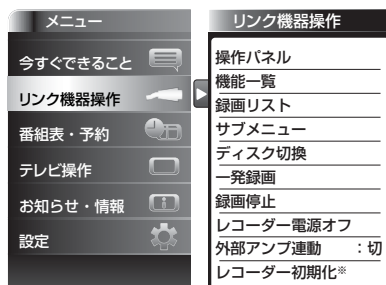 メニュー
今すぐできること
リンク機器操作
番組表・予約
テレビ操作
お知らせ・情報
設定
リンク機器操作
操作パネル
機能一覧
録画リスト
サブメニュー
ディスク切換
一発録画
録画停止
レコーダー電源オフ
外部アンプ連動 ：切
レコーダー初期化※